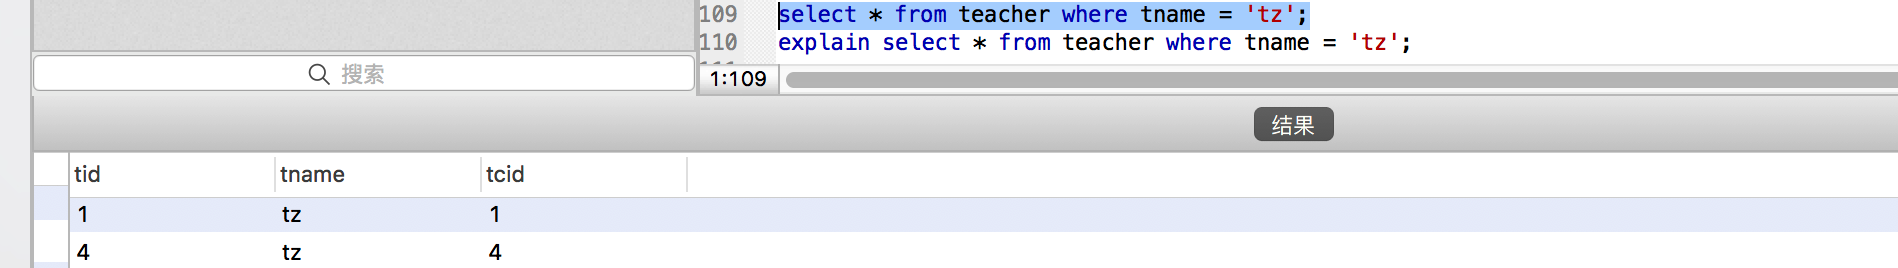 109 select * from teacher where tname = 'tz';
110 explain select * from teacher where tname = 'tz';
搜索
1:109
结果
tid tname tcid
1 tz 1
4 tz 4